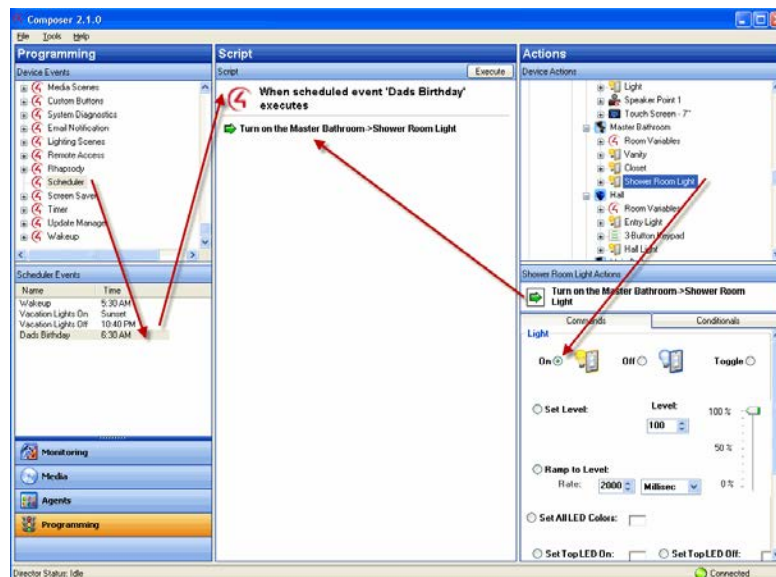 Composer 2.1.0
File Tools Help
Programming
Device Events
Media Scenes
Custom Buttons
System Diagnostics
Email Notification
Lighting Scenes
Remote Access
Rhapsody
Scheduler
Screen Saver
Timer
Update Manager
Wakeup
Scheduler Events
Name Time
Wakeup 5:30 AM
Vacation Lights On Sunset
Vacation Lights Off 10:40 PM
Dads Birthday 6:30 AM
Monitoring
Media
Agents
Programming
Director Status: Idle
Script
Script Execute
When scheduled event 'Dads Birthday'
executes
Turn on the Master Bathroom->Shower Room Light
Actions
Device Actions
Light
Speaker Point 1
Touch Screen - 7"
Master Bathroom
Room Variables
Vanity
Closet
Shower Room Light
Hall
Room Variables
Entry Light
3-Button Keypad
Hall Light
Shower Room Light Actions
Turn on the Master Bathroom->Shower Room
Light
Commands Conditionals
Light
On Off Toggle
Set Level: Level: 100 %
100
50 %
Ramp to Level:
Rate: 2000 Millisec 0 %
Set All LED Colors:
Set Top LED On: Set Top LED Off:
Connected